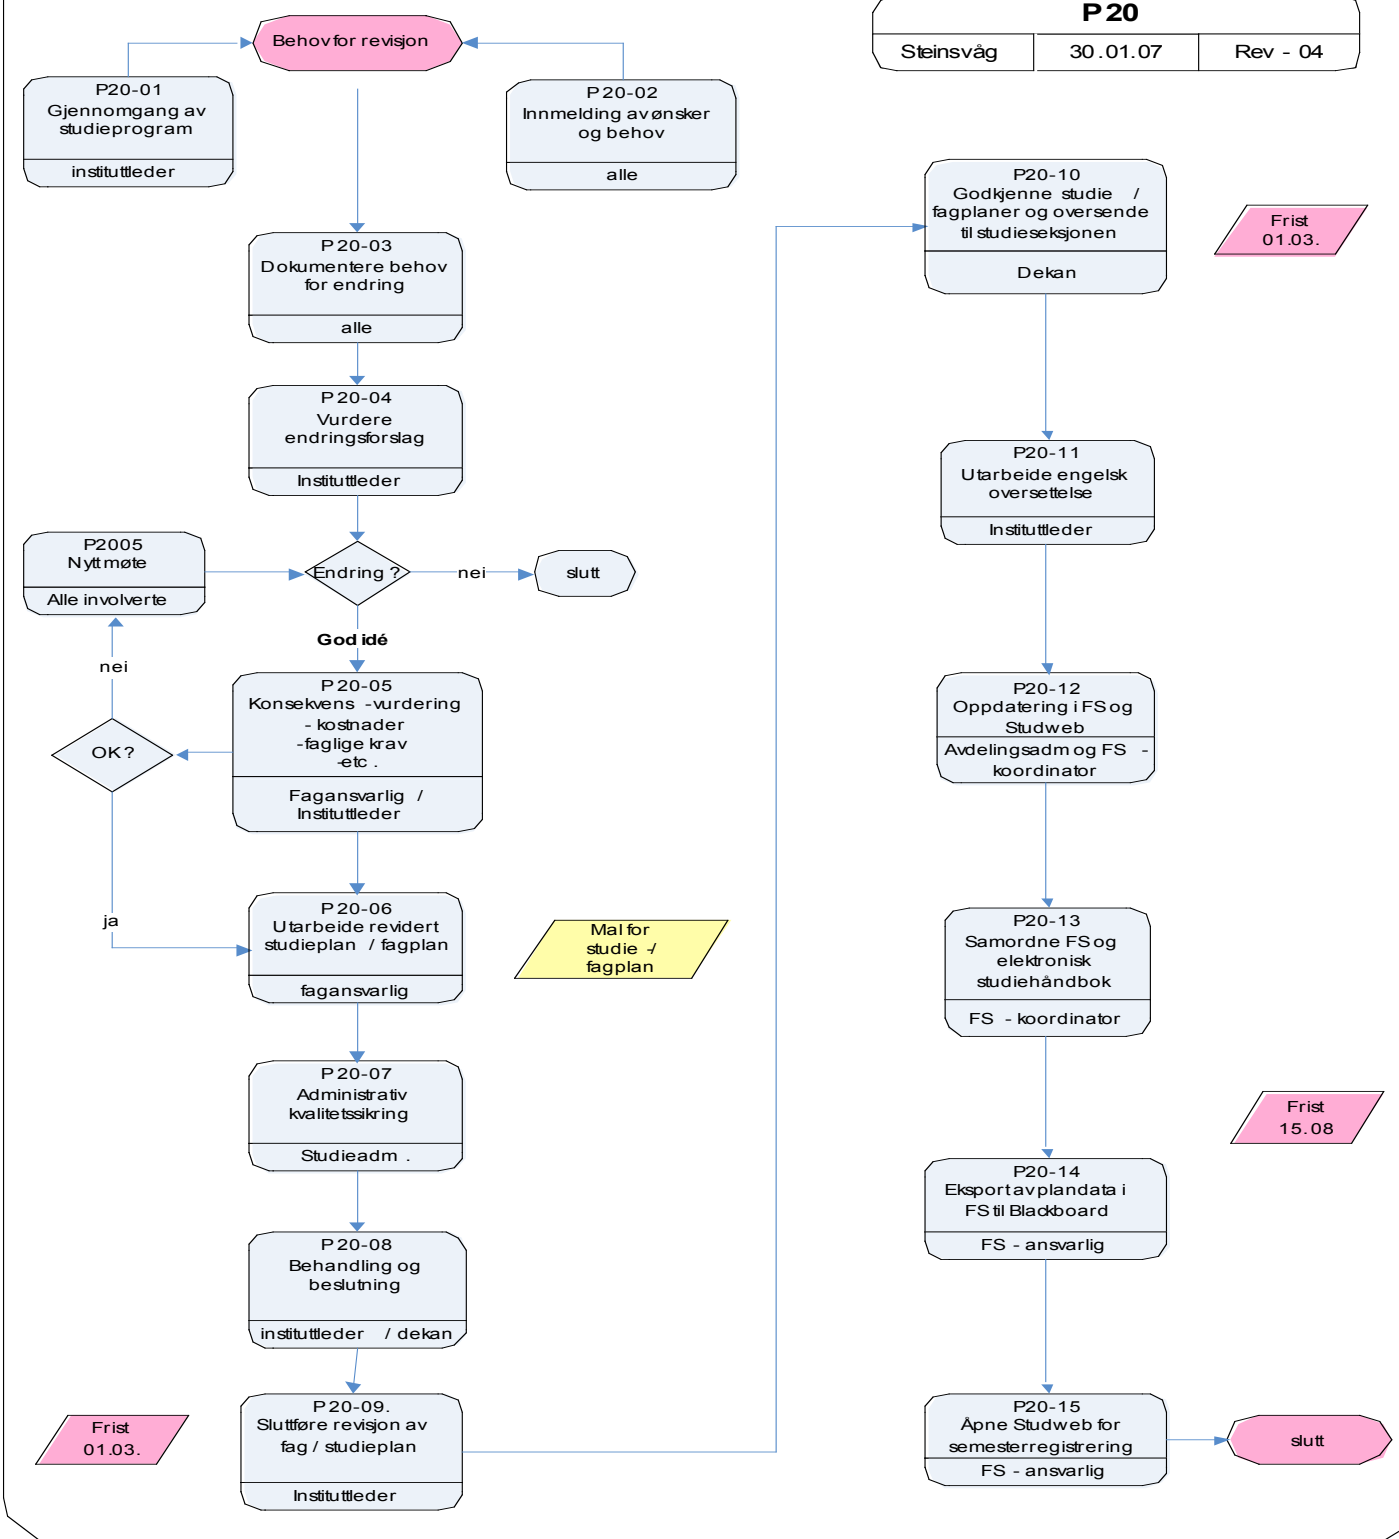 P20
Steinsvåg
30.01.07
Rev - 04
Behov for revisjon
P20-01
Gjennomgang av
studieprogram
instituttleder
P20-02
Innmelding av ønsker
og behov
alle
P20-03
Dokumentere behov
for endring
alle
P20-04
Vurdere
endringsforslag
Instituttleder
P2005
Nytt møte
Alle involverte
Endring ?
nei
slutt
God idé
nei
P20-05
Konsekvens -vurdering
- kostnader
-faglige krav
-etc .
Fagansvarlig /
Instituttleder
OK?
ja
P20-06
Utarbeide revidert
studieplan / fagplan
fagansvarlig
Mal for
studie -/
fagplan
P20-07
Administrativ
kvalitetssikring
Studieadm .
P20-08
Behandling og
beslutning
instituttleder / dekan
P20-09.
Sluttføre revisjon av
fag / studieplan
Instituttleder
Frist
01.03.
P20-10
Godkjenne studie /
fagplaner og oversende
til studieseksjonen
Dekan
Frist
01.03.
P20-11
Utarbeide engelsk
oversettelse
Instituttleder
P20-12
Oppdatering i FS og
Studweb
Avdelingsadm og FS -
koordinator
P20-13
Samordne FS og
elektronisk
studiehåndbok
FS - koordinator
Frist
15.08
P20-14
Eksport av plandata i
FS til Blackboard
FS - ansvarlig
P20-15
Åpne Studweb for
semesterregistrering
FS - ansvarlig
slutt